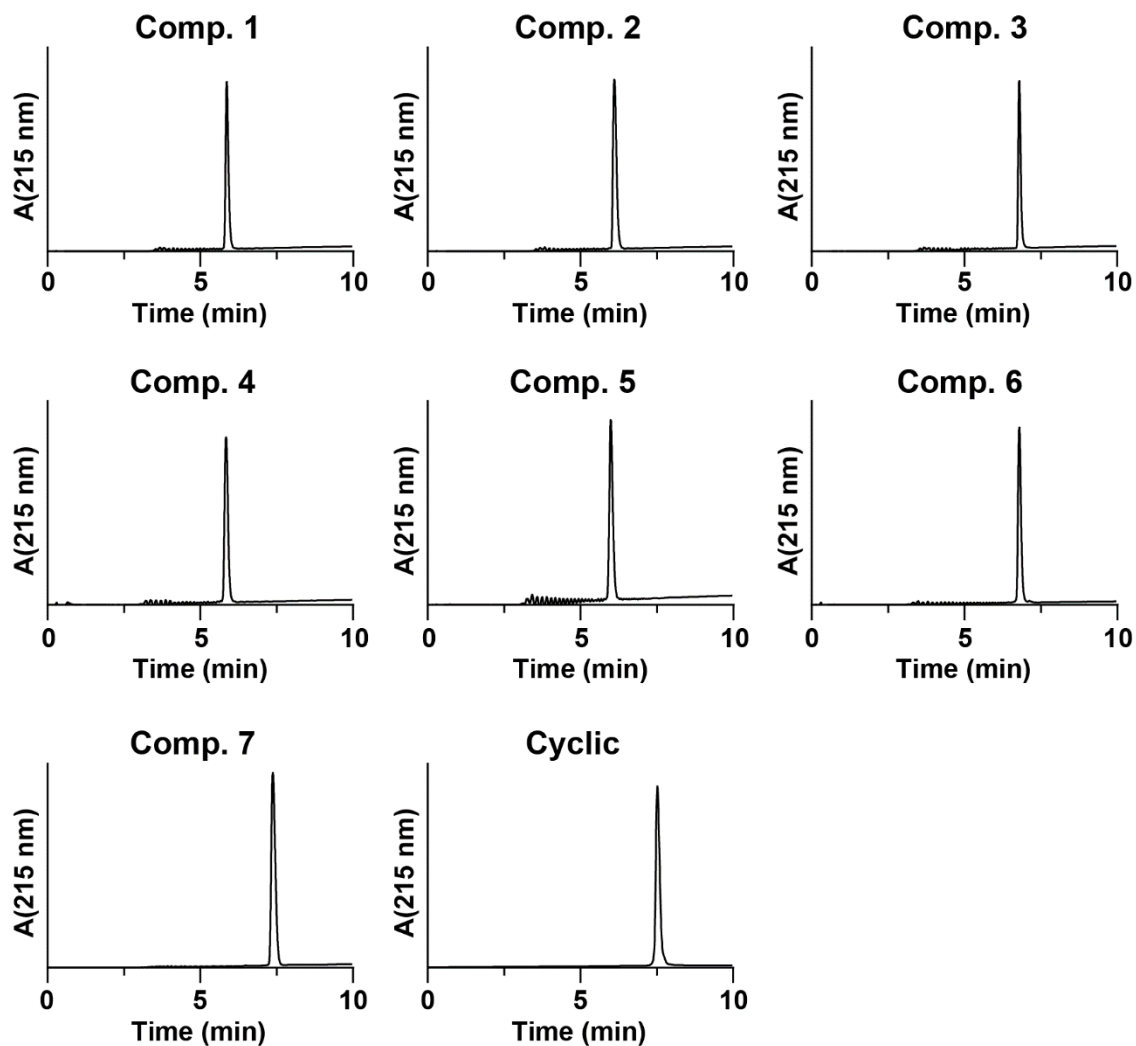 Comp. 1 Comp. 2 Comp. 3
A(215 nm) A(215 nm) A(215 nm)
0 5 10 0 5 10 0 5 10
Time (min) Time (min) Time (min)
Comp. 4 Comp. 5 Comp. 6
A(215 nm) A(215 nm) A(215 nm)
0 5 10 0 5 10 0 5 10
Time (min) Time (min) Time (min)
Comp. 7 Cyclic
A(215 nm) A(215 nm)
0 5 10 0 5 10
Time (min) Time (min)